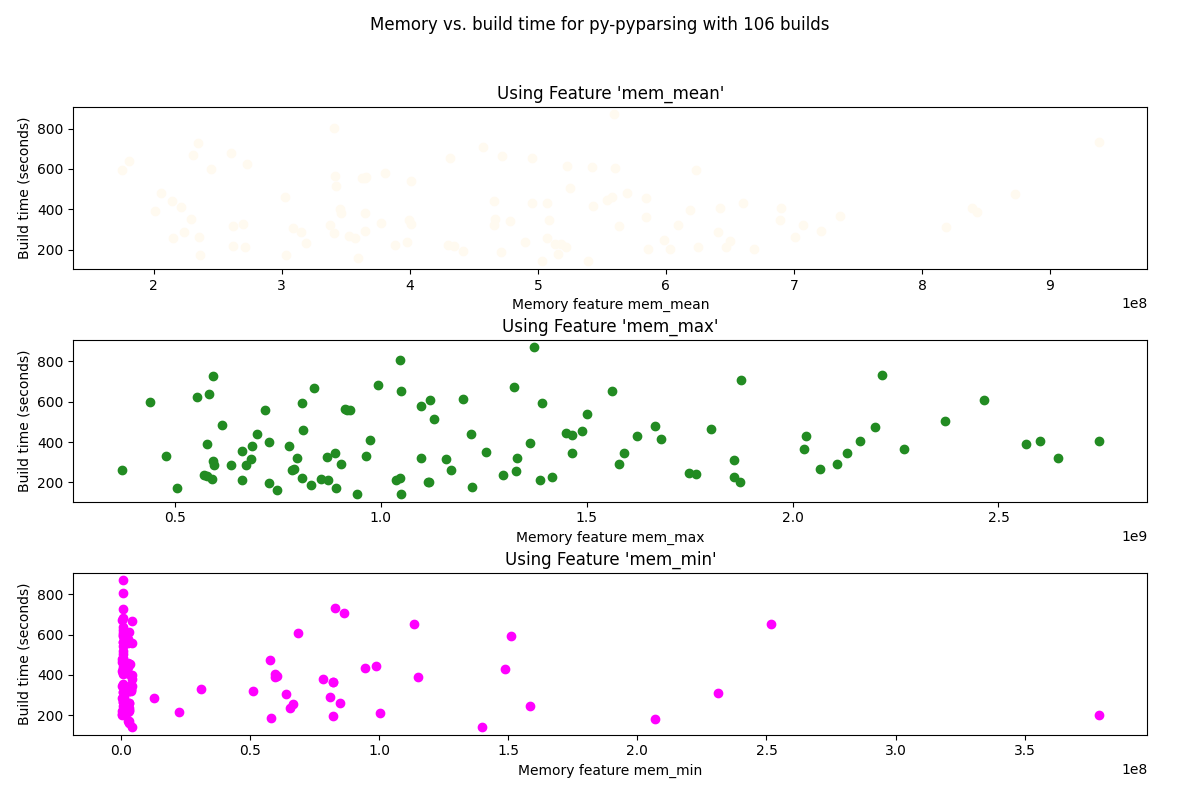 Memory vs. build time for py-pyparsing with 106 builds
Using Feature 'mem_mean'
Build time (seconds)
800
600
400
200
2 3 4 5 6 7 8 9
1e8
Memory feature mem_mean
Using Feature 'mem_max'
Build time (seconds)
800
600
400
200
0.5 1.0 1.5 2.0 2.5
1e9
Memory feature mem_max
Using Feature 'mem_min'
Build time (seconds)
800
600
400
200
0.0 0.5 1.0 1.5 2.0 2.5 3.0 3.5
1e8
Memory feature mem_min